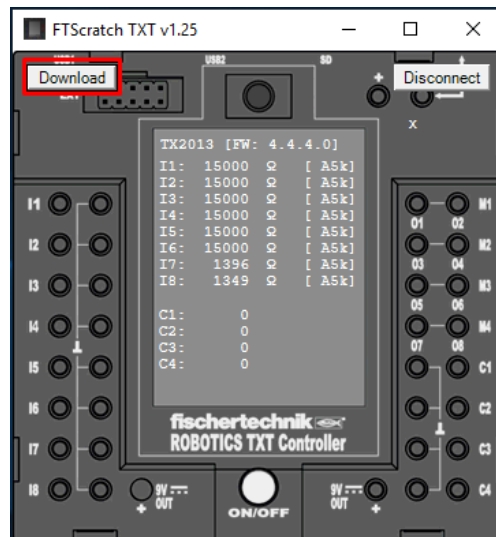 FTScratch TXT v1.25
USB2
SD
Download
Disconnect
EXT
x
TX2013 [FW: 4.4.4.0]
I1: 15000 Ω [ A5k]
I2: 15000 Ω [ A5k]
I3: 15000 Ω [ A5k]
I4: 15000 Ω [ A5k]
I5: 15000 Ω [ A5k]
I6: 15000 Ω [ A5k]
I7: 1396 Ω [ A5k]
I8: 1349 Ω [ A5k]
C1: 0
C2: 0
C3: 0
C4: 0
I1
I2
I3
I4
I5
I6
I7
I8
M1
O1 O2
M2
O3 O4
M3
O5 O6
M4
O7 O8
C1
C2
C3
C4
fischertechnik
ROBOTICS TXT Controller
9V OUT
+
ON/OFF
9V OUT
+